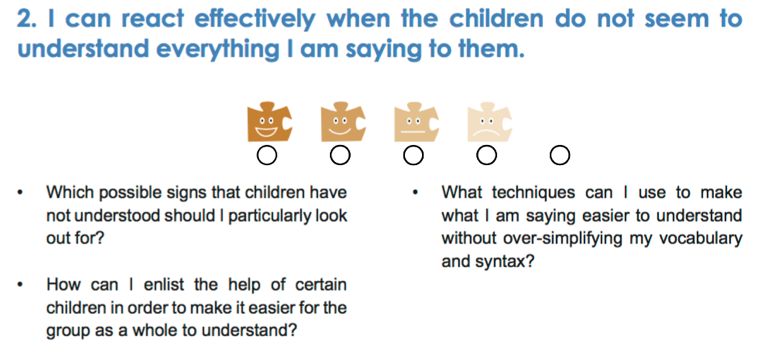 2. I can react effectively when the children do not seem to
understand everything I am saying to them.
• Which possible signs that children have
not understood should I particularly look
out for?
• How can I enlist the help of certain
children in order to make it easier for the
group as a whole to understand?
• What techniques can I use to make
what I am saying easier to understand
without over-simplifying my vocabulary
and syntax?